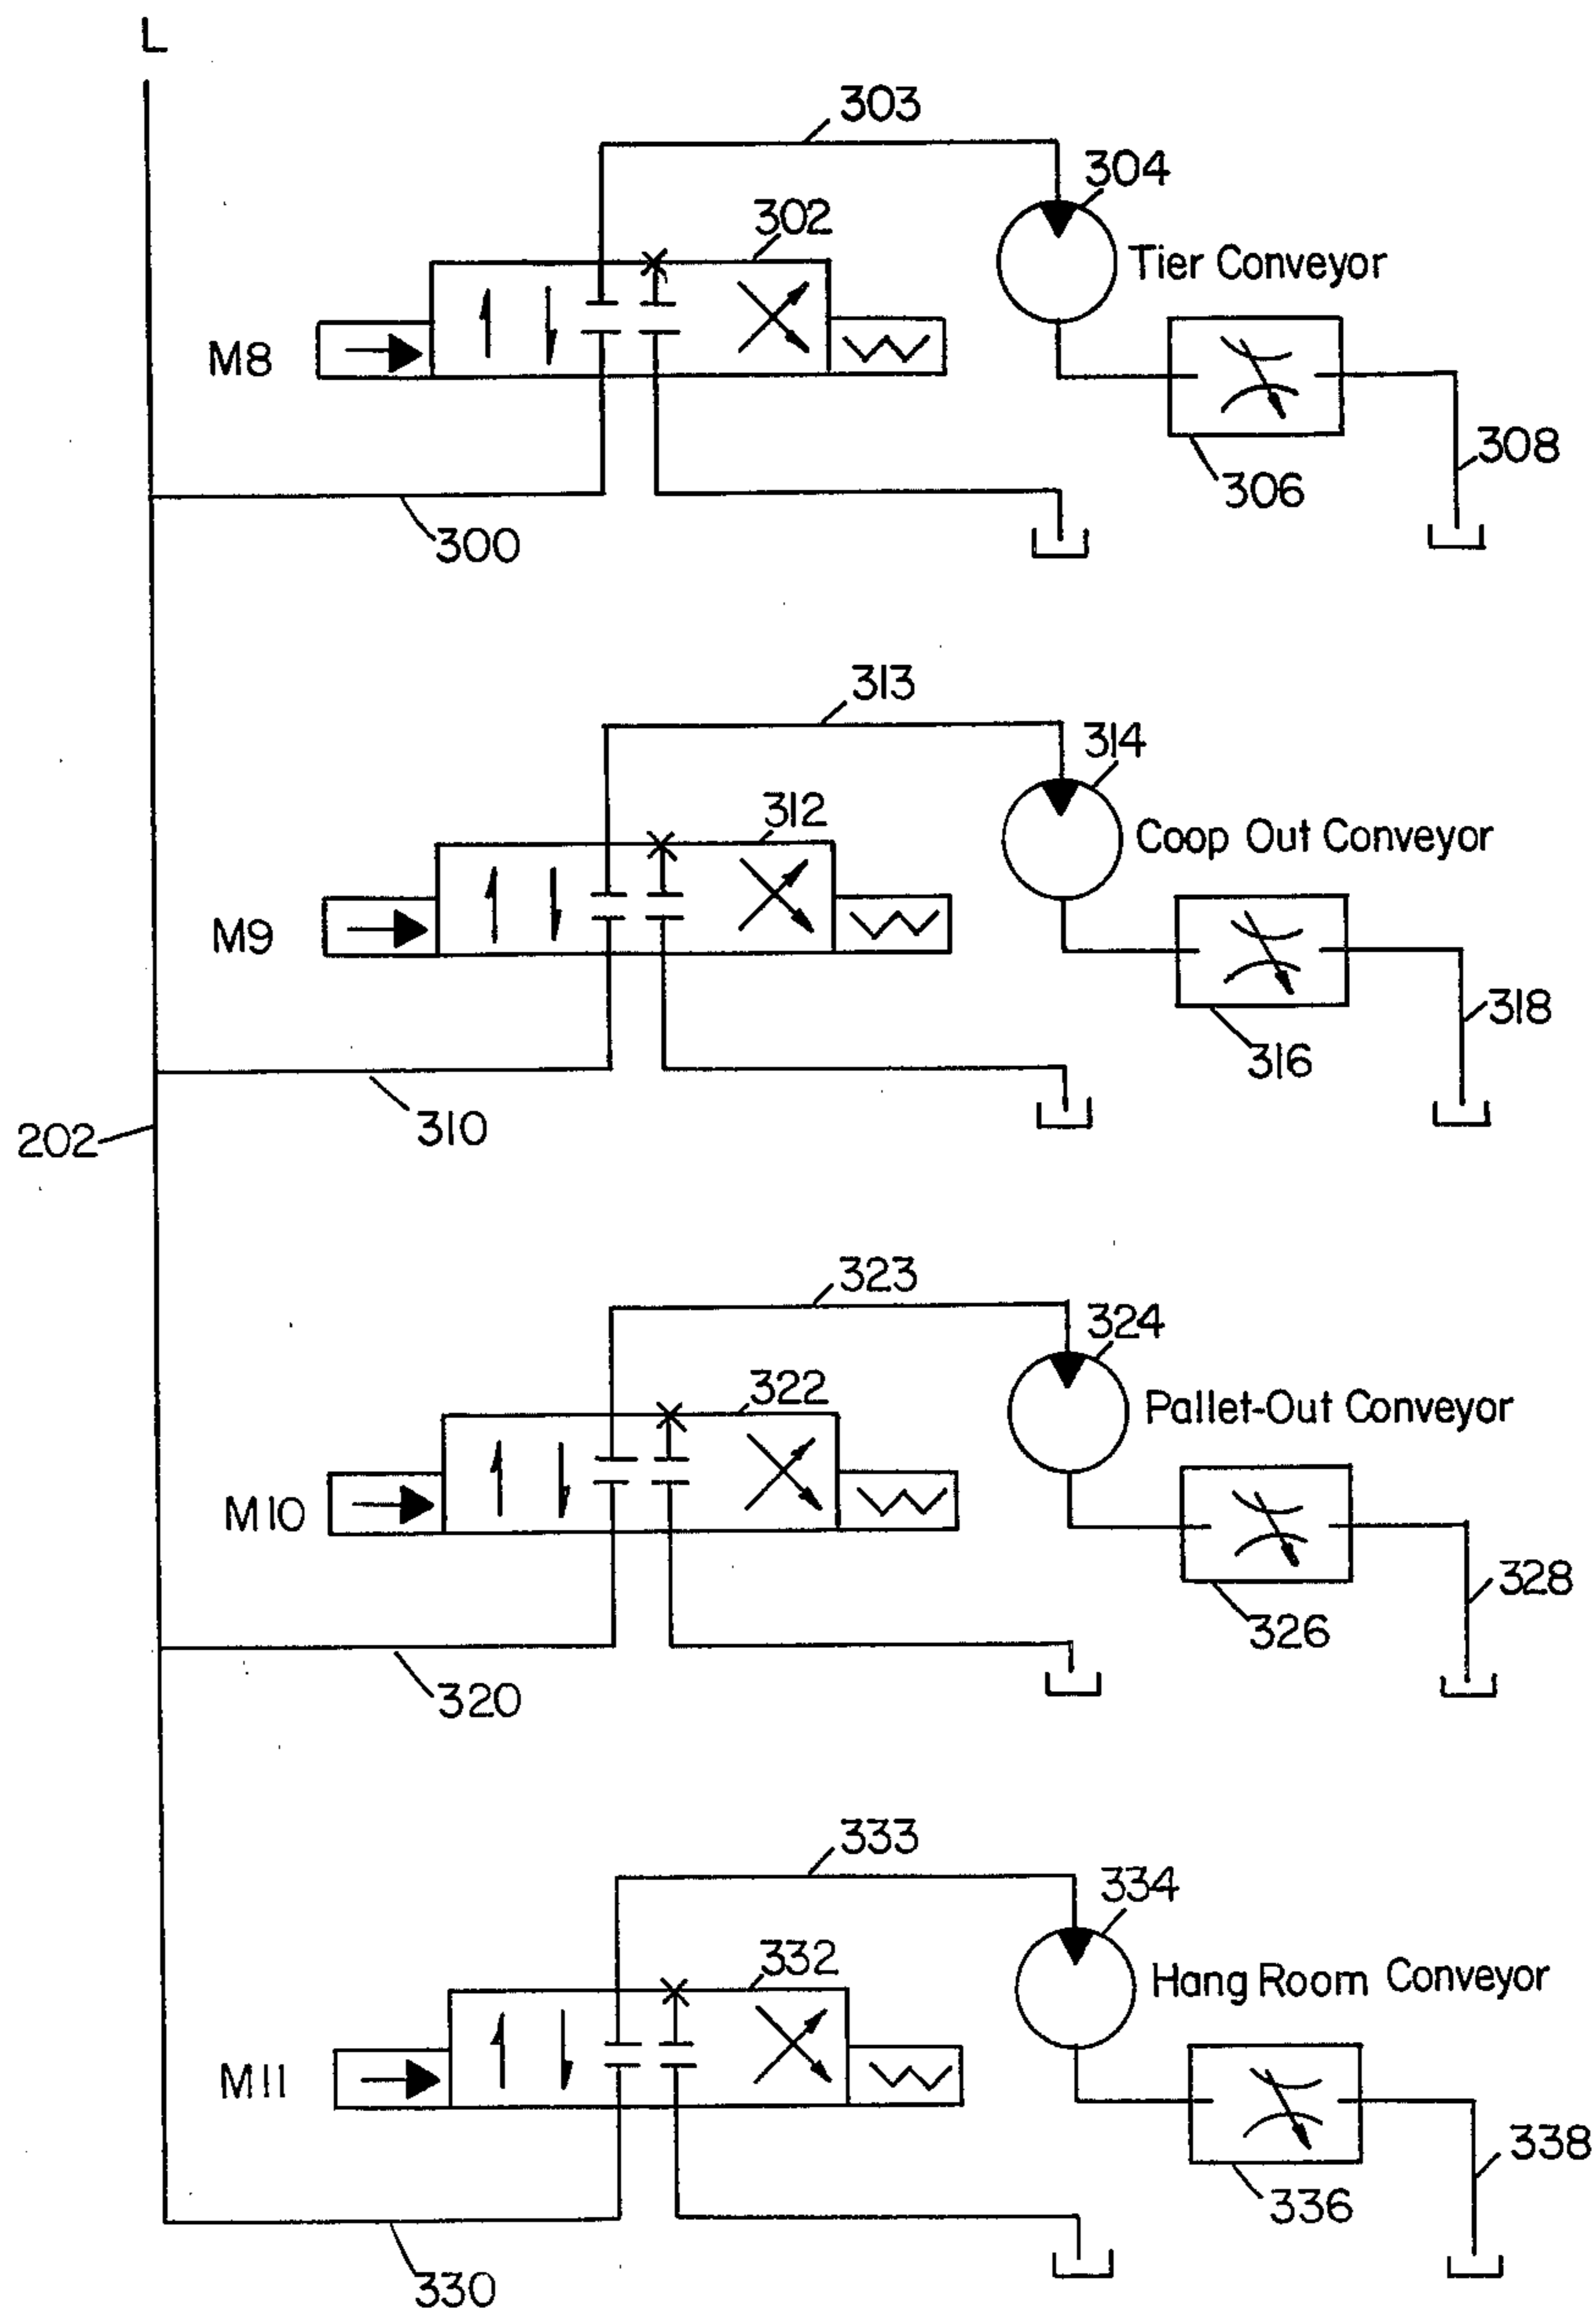 L
303
304
302
Tier Conveyor
M8
308
306
300
313
314
312
Coop Out Conveyor
M9
318
316
310
202
323
324
322
Pallet-Out Conveyor
M10
328
326
320
333
334
332
Hang Room Conveyor
M11
338
336
330